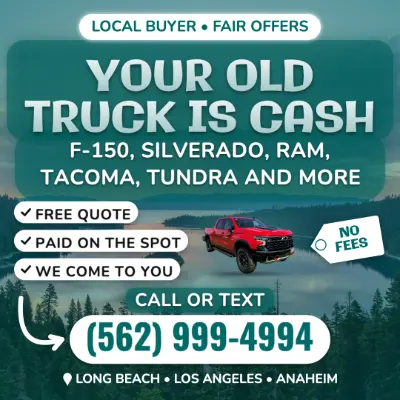 LOCAL BUYER • FAIR OFFERS
YOUR OLD
TRUCK IS CASH
F-150, SILVERADO, RAM,
TACOMA, TUNDRA AND MORE
FREE QUOTE
PAID ON THE SPOT
WE COME TO YOU
NO
FEES
CALL OR TEXT
(562) 999-4994
LONG BEACH • LOS ANGELES • ANAHEIM